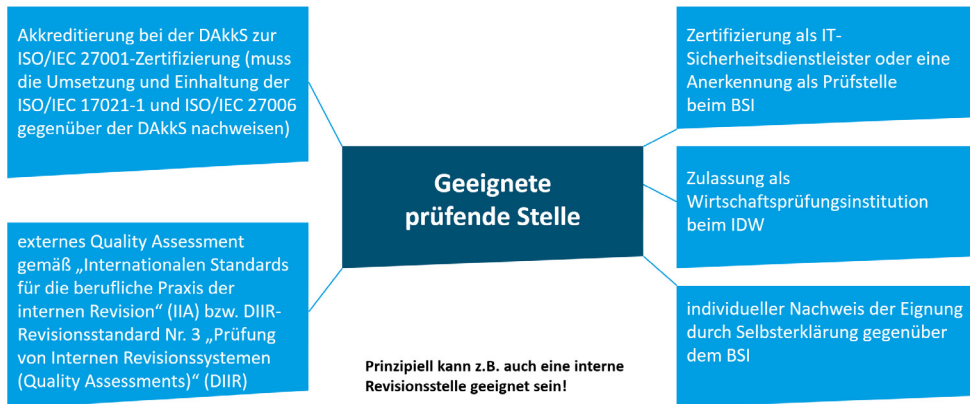 Akkreditierung bei der DAkkS zur
ISO/IEC 27001-Zertifizierung (muss
die Umsetzung und Einhaltung der
ISO/IEC 17021-1 und ISO/IEC 27006
gegenüber der DAkkS nachweisen)
externes Quality Assessment
gemäß „Internationalen Standards
für die berufliche Praxis der
internen Revision“ (IIA) bzw. DIIR-
Revisionsstandard Nr. 3 „Prüfung
von Internen Revisionssystemen
(Quality Assessments)“ (DIIR)
Geeignete
prüfende Stelle
Prinzipiell kann z.B. auch eine interne
Revisionsstelle geeignet sein!
Zertifizierung als IT-
Sicherheitsdienstleister oder eine
Anerkennung als Prüfstelle
beim BSI
Zulassung als
Wirtschaftsprüfungsinstitution
beim IDW
individueller Nachweis der Eignung
durch Selbsterklärung gegenüber
dem BSI